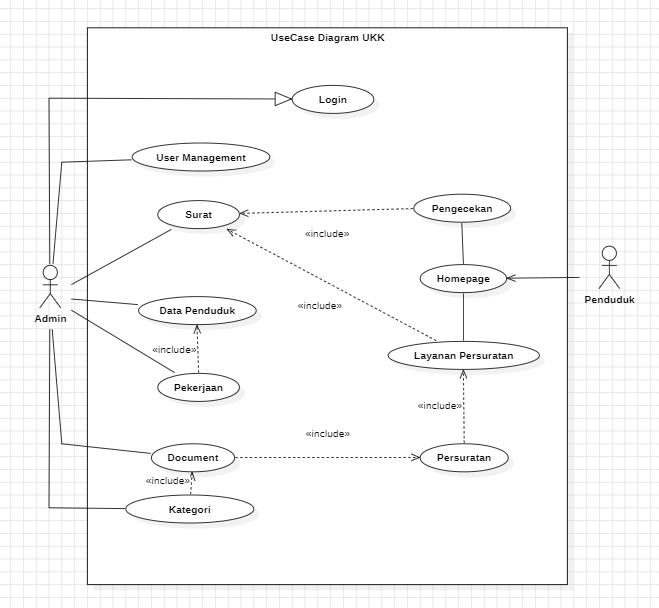 UseCase Diagram UKK
Login
User Management
Surat
Pengecekan
«include»
Homepage
Admin
Penduduk
Data Penduduk
«include»
«include»
Layanan Persuratan
Pekerjaan
«include»
«include»
Document
Persuratan
«include»
Kategori